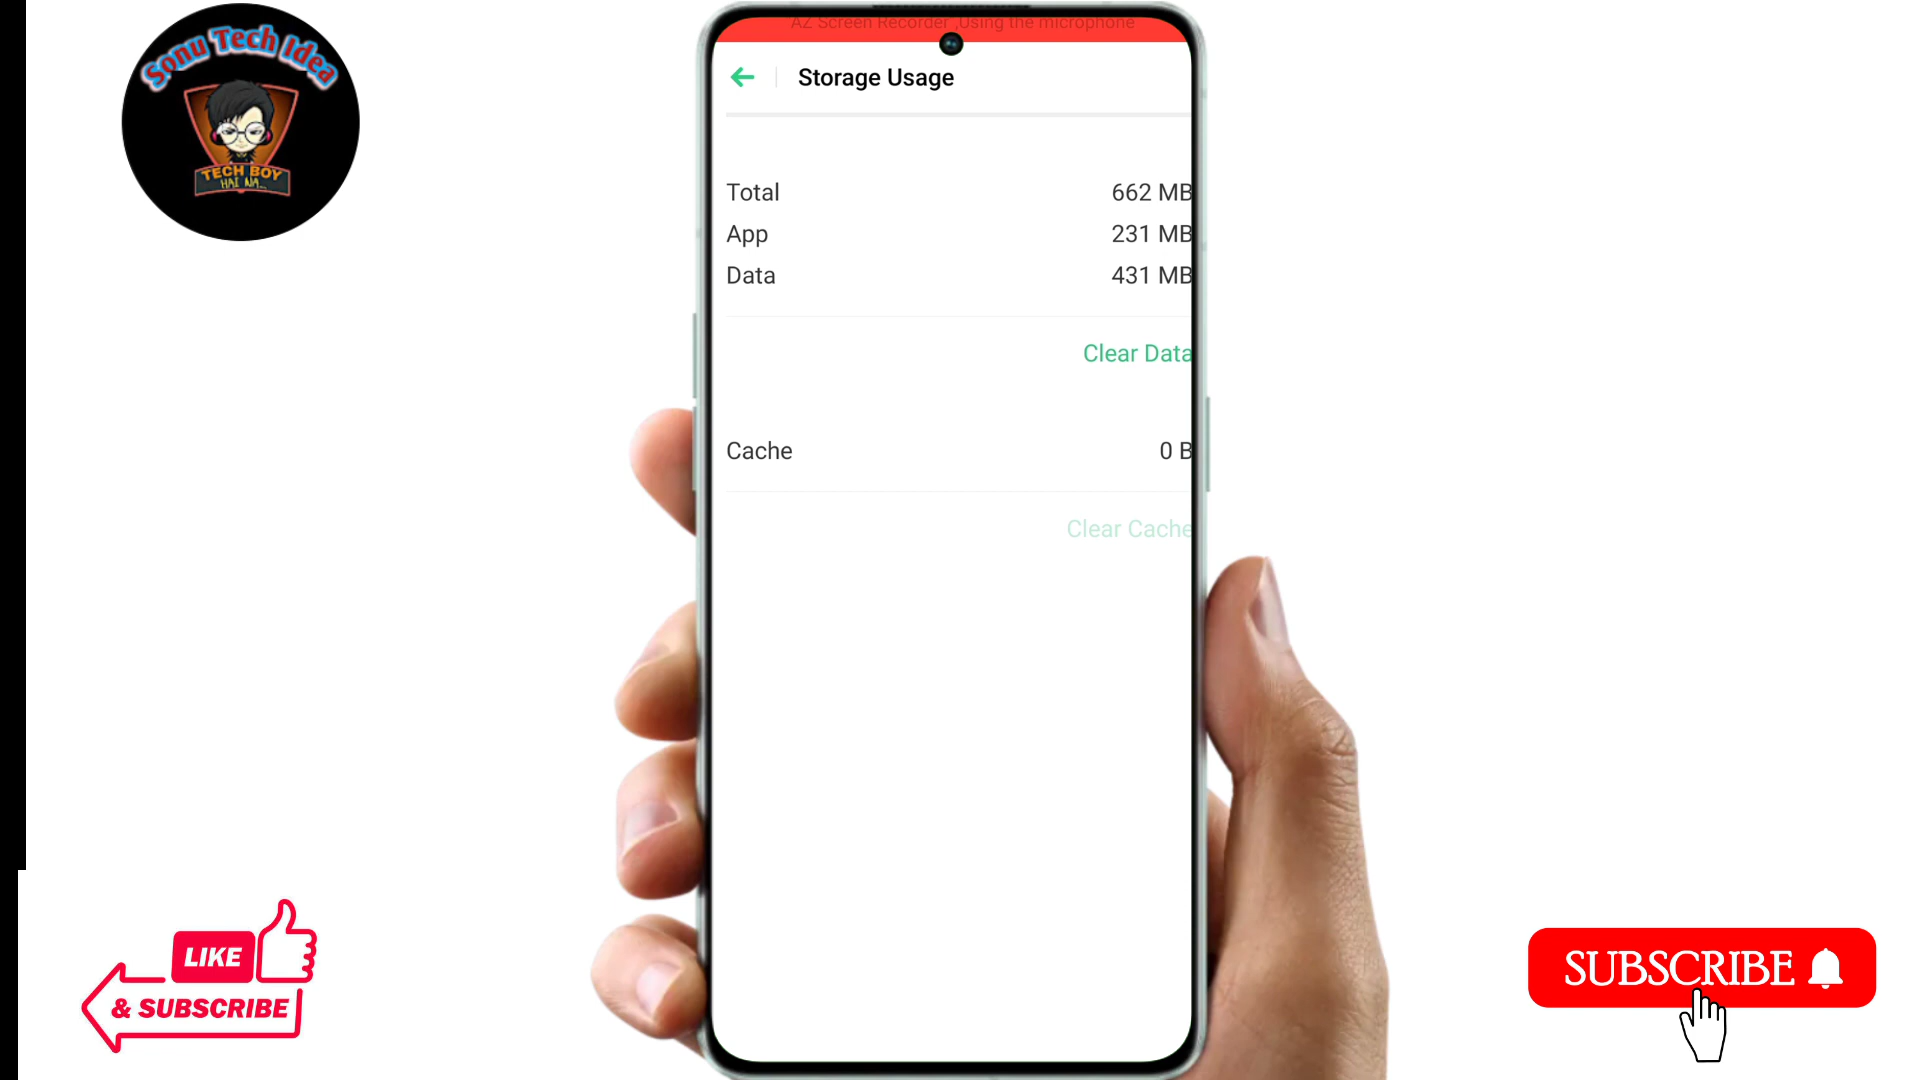 Sonu Tech Idea
TECH BOY
HAI NA...
AZ Screen Recorder ,Using the microphone
Storage Usage
Total 662 MB
App 231 MB
Data 431 MB
Clear Data
Cache 0 B
Clear Cache
LIKE
& SUBSCRIBE
SUBSCRIBE